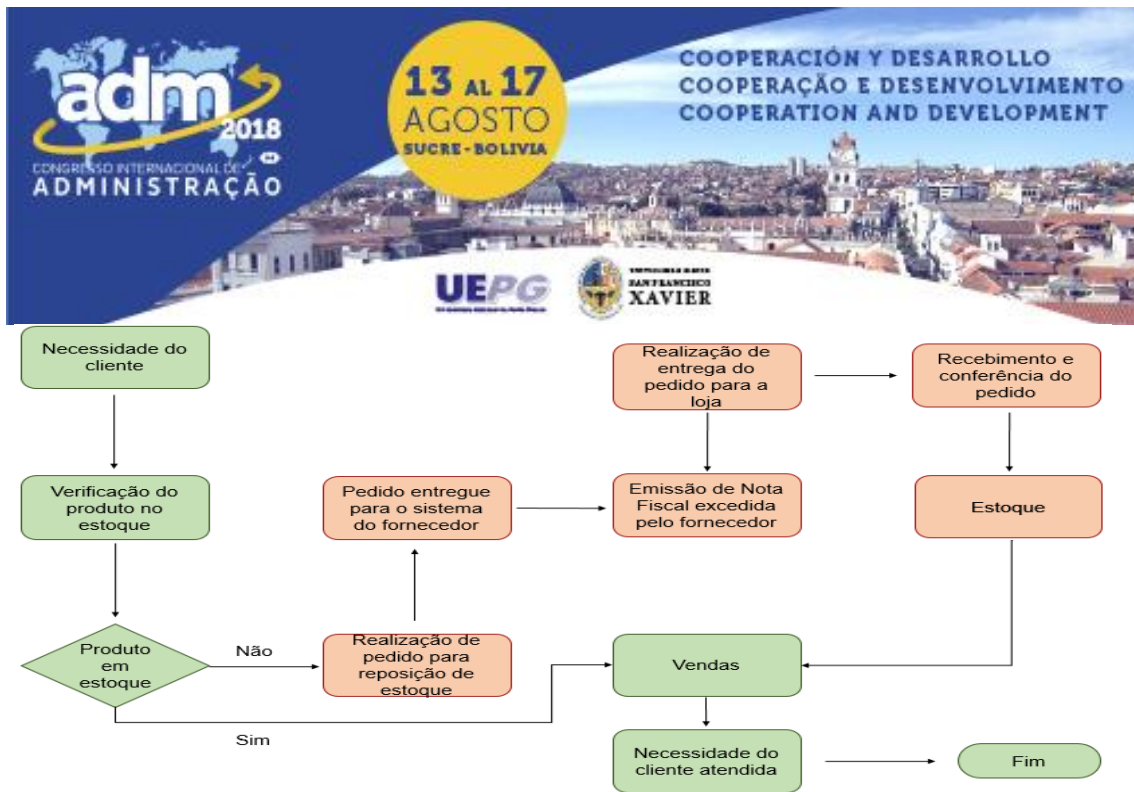 adm
2018
CONGRESSO INTERNACIONAL DE
ADMINISTRAÇÃO
13 AL 17
AGOSTO
SUCRE - BOLIVIA
COOPERACIÓN Y DESARROLLO
COOPERAÇÃO E DESENVOLVIMENTO
COOPERATION AND DEVELOPMENT
UEPG
SAN FRANCISCO
XAVIER
Necessidade do
cliente
Realização de
entrega do
pedido para a
loja
Recebimento e
conferência do
pedido
Verificação do
produto no
estoque
Pedido entregue
para o sistema
do fornecedor
Emissão de Nota
Fiscal excedida
pelo fornecedor
Estoque
Produto
em
estoque
Não
Realização de
pedido para
reposição de
estoque
Vendas
Sim
Necessidade do
cliente atendida
Fim